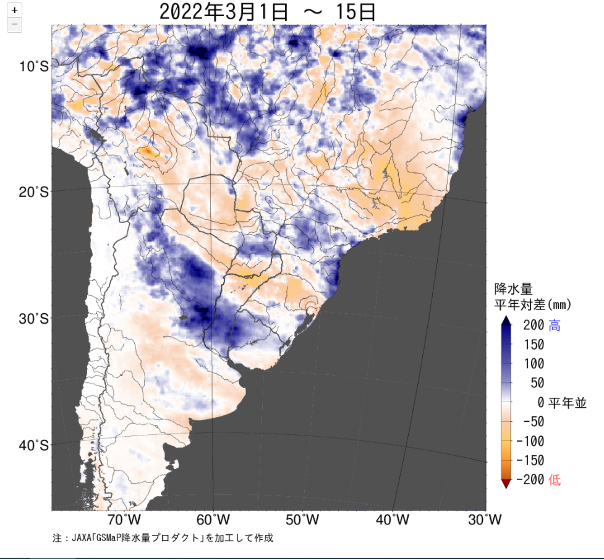 +
−
2022年3月1日 ～ 15日
10°S
20°S
30°S
40°S
70°W
60°W
50°W
40°W
30°W
降水量
平年対差(mm)
200 高
150
100
50
0 平年並
-50
-100
-150
-200 低
注：JAXA｢GSMaP降水量プロダクト｣を加工して作成